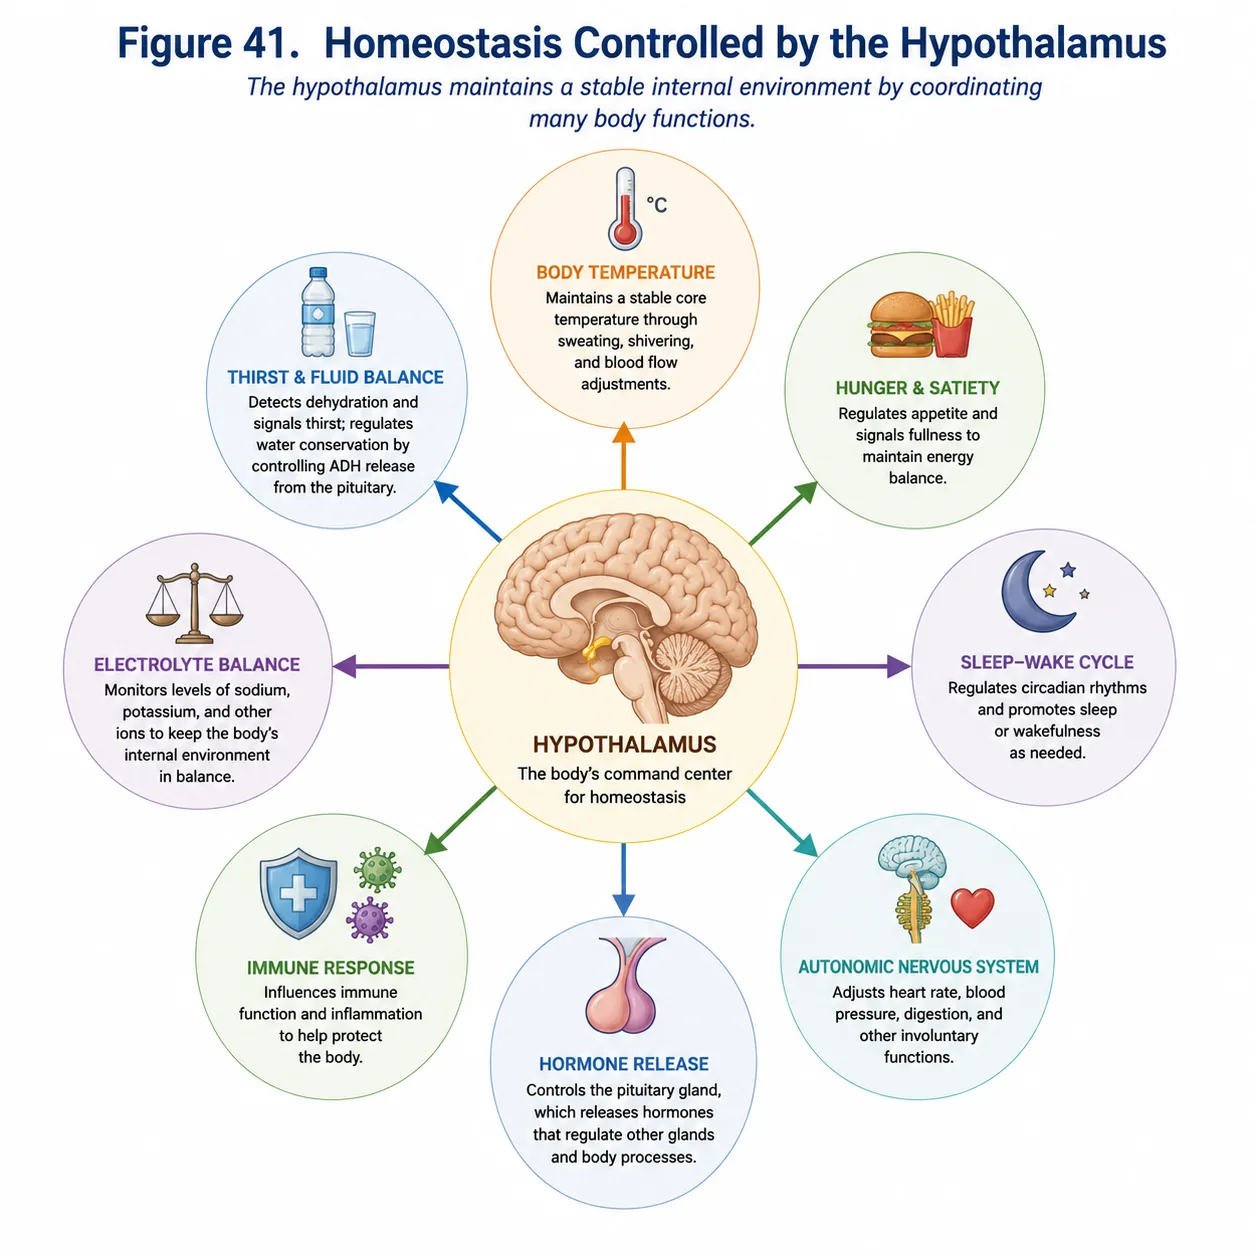 Figure 41. Homeostasis Controlled by the Hypothalamus
The hypothalamus maintains a stable internal environment by coordinating
many body functions.
°C
BODY TEMPERATURE
Maintains a stable core
temperature through
sweating, shivering,
and blood flow
adjustments.
THIRST & FLUID BALANCE
Detects dehydration and
signals thirst; regulates
water conservation by
controlling ADH release
from the pituitary.
HUNGER & SATIETY
Regulates appetite and
signals fullness to
maintain energy
balance.
ELECTROLYTE BALANCE
Monitors levels of sodium,
potassium, and other
ions to keep the body’s
internal environment
in balance.
HYPOTHALAMUS
The body’s command center
for homeostasis
SLEEP–WAKE CYCLE
Regulates circadian rhythms
and promotes sleep
or wakefulness
as needed.
IMMUNE RESPONSE
Influences immune
function and inflammation
to help protect
the body.
HORMONE RELEASE
Controls the pituitary gland,
which releases hormones
that regulate other glands
and body processes.
AUTONOMIC NERVOUS SYSTEM
Adjusts heart rate, blood
pressure, digestion, and
other involuntary
functions.